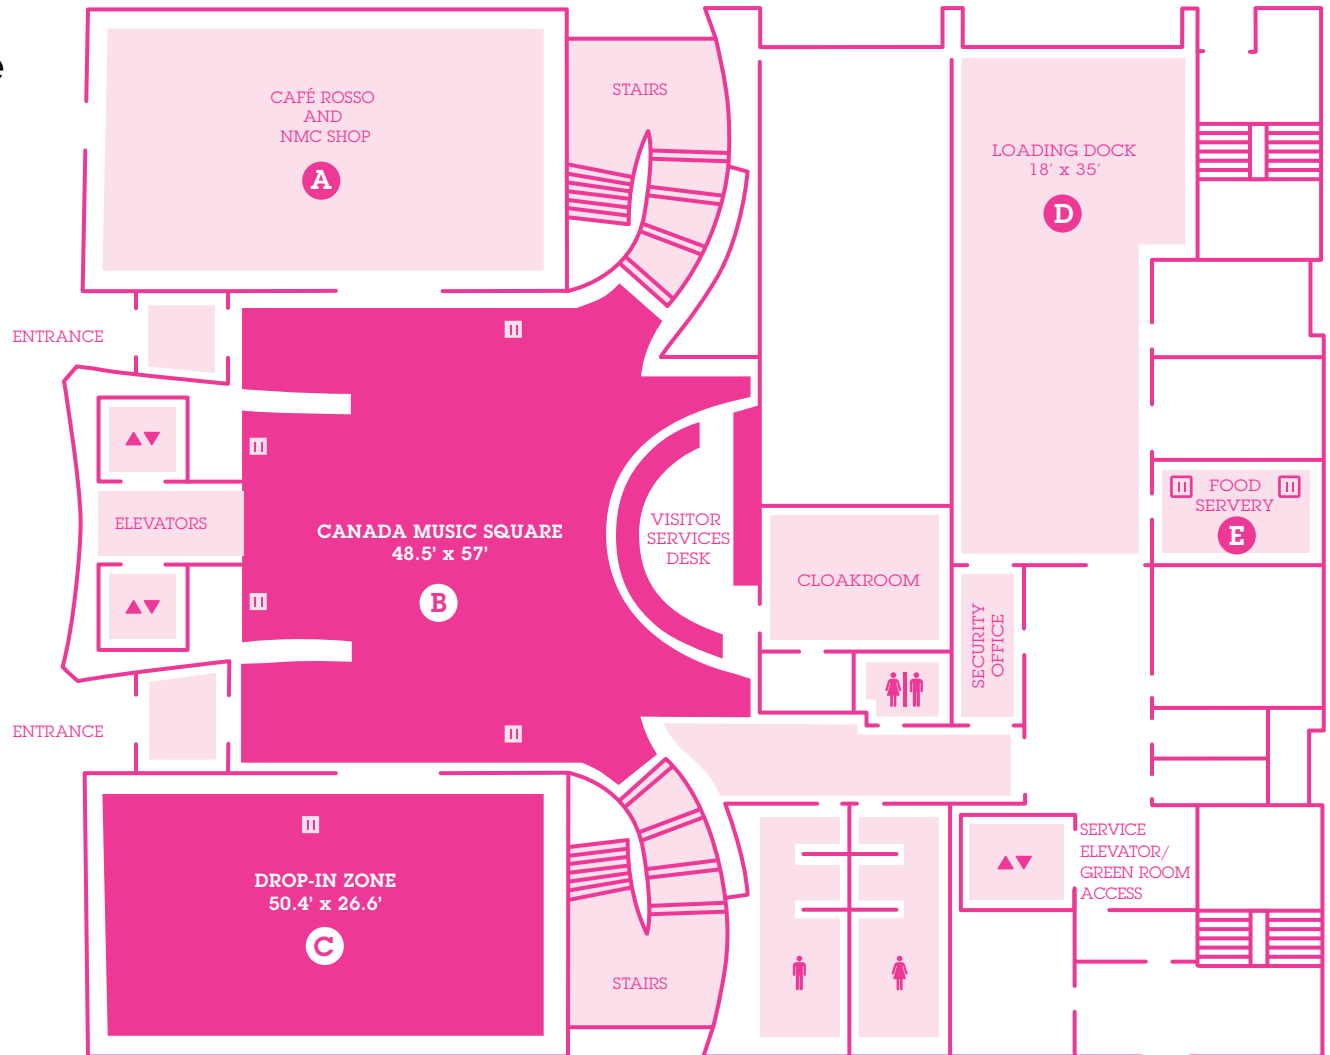 e
CAFÉ ROSSO
AND
NMC SHOP
A
STAIRS
LOADING DOCK
18' x 35'
D
ENTRANCE
ELEVATORS
CANADA MUSIC SQUARE
48.5' x 57'
B
VISITOR
SERVICES
DESK
CLOAKROOM
SECURITY
OFFICE
FOOD
SERVERY
E
ENTRANCE
DROP-IN ZONE
50.4' x 26.6'
C
STAIRS
SERVICE
ELEVATOR/
GREEN ROOM
ACCESS